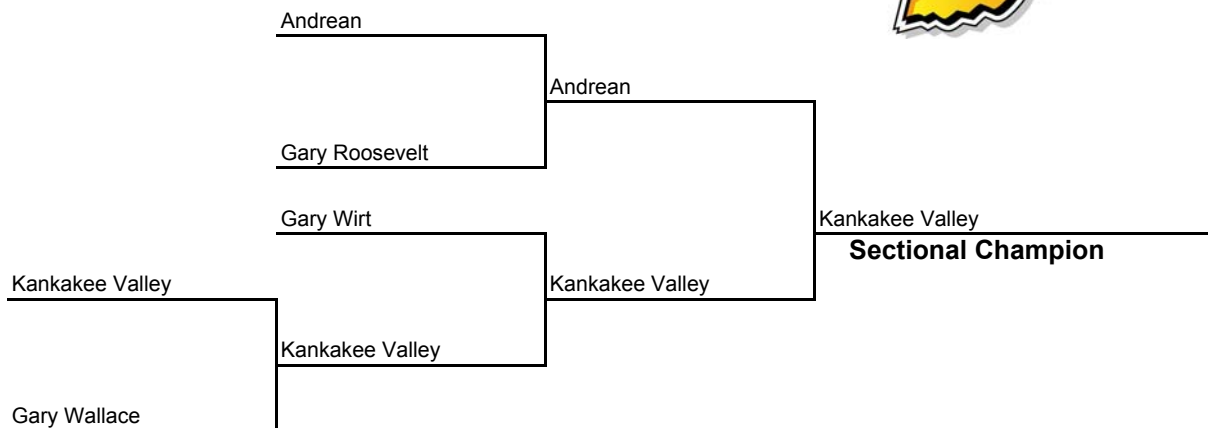 Andrean
Andrean
Gary Roosevelt
Gary Wirt
Kankakee Valley
Sectional Champion
Kankakee Valley
Kankakee Valley
Kankakee Valley
Gary Wallace